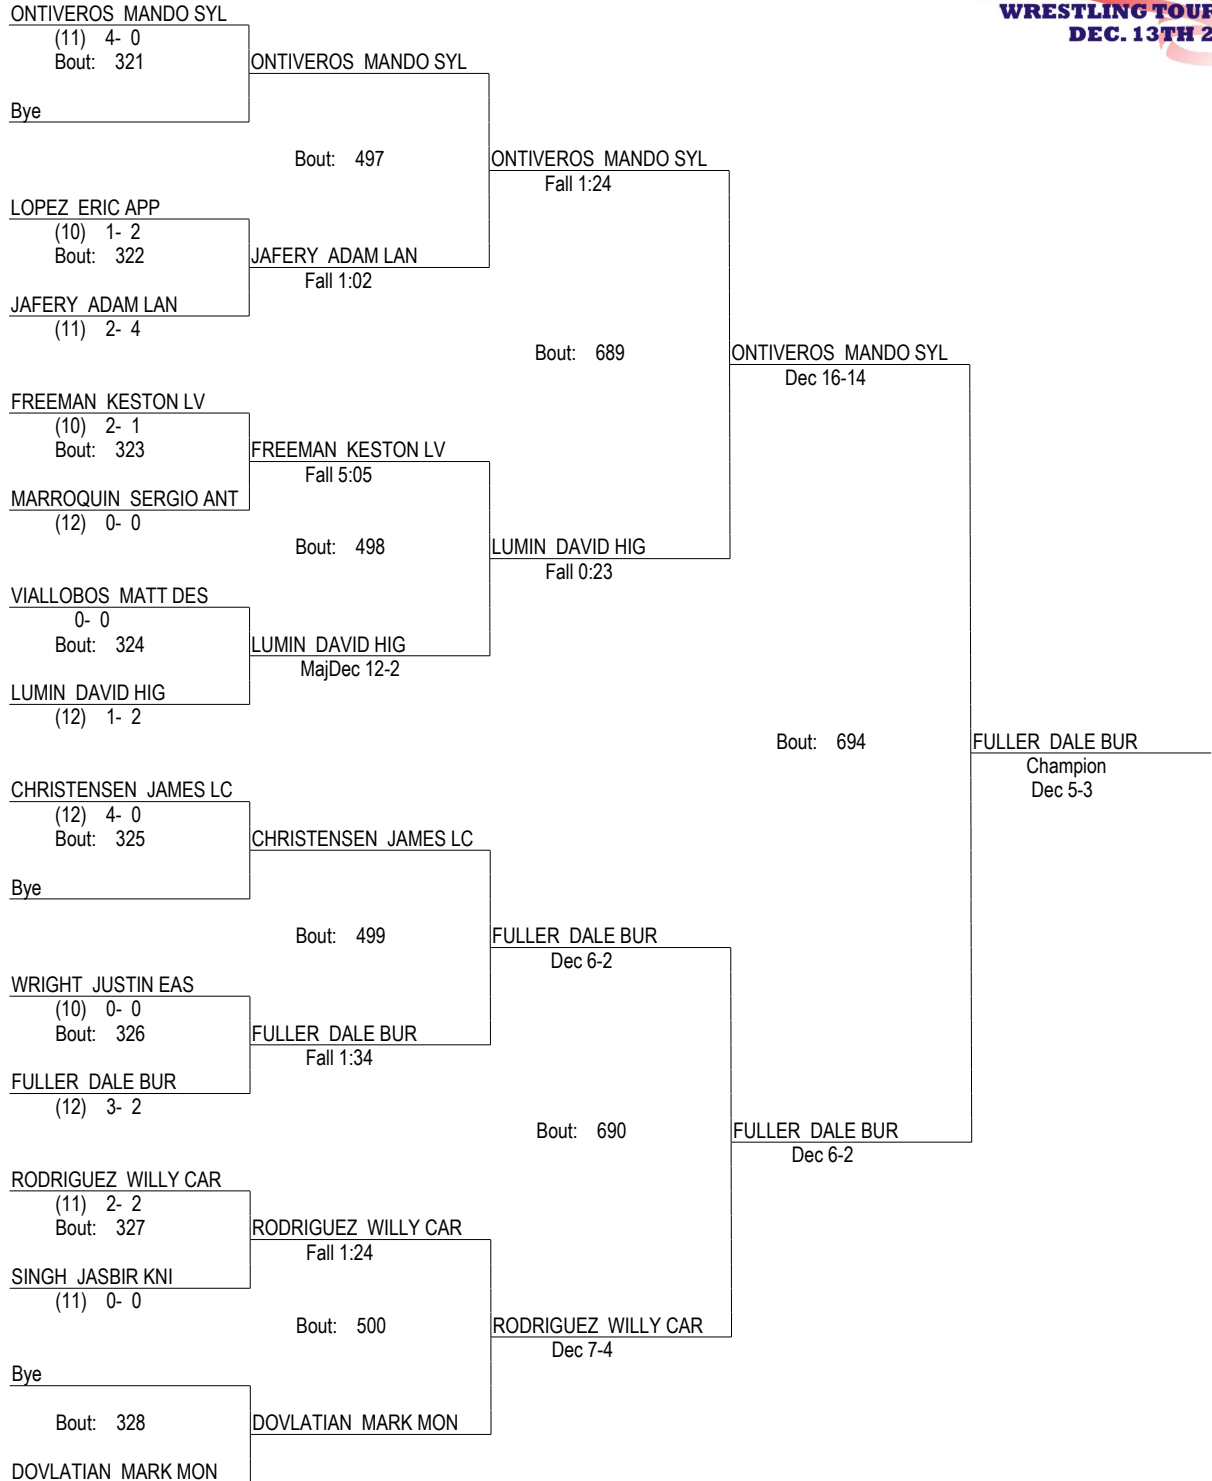 WRESTLING TOUR
DEC. 13TH 2
ONTIVEROS MANDO SYL
(11) 4- 0
Bout: 321
ONTIVEROS MANDO SYL
Bye
Bout: 497
ONTIVEROS MANDO SYL
Fall 1:24
LOPEZ ERIC APP
(10) 1- 2
Bout: 322
JAFERY ADAM LAN
Fall 1:02
JAFERY ADAM LAN
(11) 2- 4
Bout: 689
ONTIVEROS MANDO SYL
Dec 16-14
FREEMAN KESTON LV
(10) 2- 1
Bout: 323
FREEMAN KESTON LV
Fall 5:05
MARROQUIN SERGIO ANT
(12) 0- 0
Bout: 498
LUMIN DAVID HIG
Fall 0:23
VIALLOBOS MATT DES
0- 0
Bout: 324
LUMIN DAVID HIG
MajDec 12-2
LUMIN DAVID HIG
(12) 1- 2
Bout: 694
FULLER DALE BUR
Champion
Dec 5-3
CHRISTENSEN JAMES LC
(12) 4- 0
Bout: 325
CHRISTENSEN JAMES LC
Bye
Bout: 499
FULLER DALE BUR
Dec 6-2
WRIGHT JUSTIN EAS
(10) 0- 0
Bout: 326
FULLER DALE BUR
Fall 1:34
FULLER DALE BUR
(12) 3- 2
Bout: 690
FULLER DALE BUR
Dec 6-2
RODRIGUEZ WILLY CAR
(11) 2- 2
Bout: 327
RODRIGUEZ WILLY CAR
Fall 1:24
SINGH JASBIR KNI
(11) 0- 0
Bout: 500
RODRIGUEZ WILLY CAR
Dec 7-4
Bye
Bout: 328
DOVLATIAN MARK MON
DOVLATIAN MARK MON